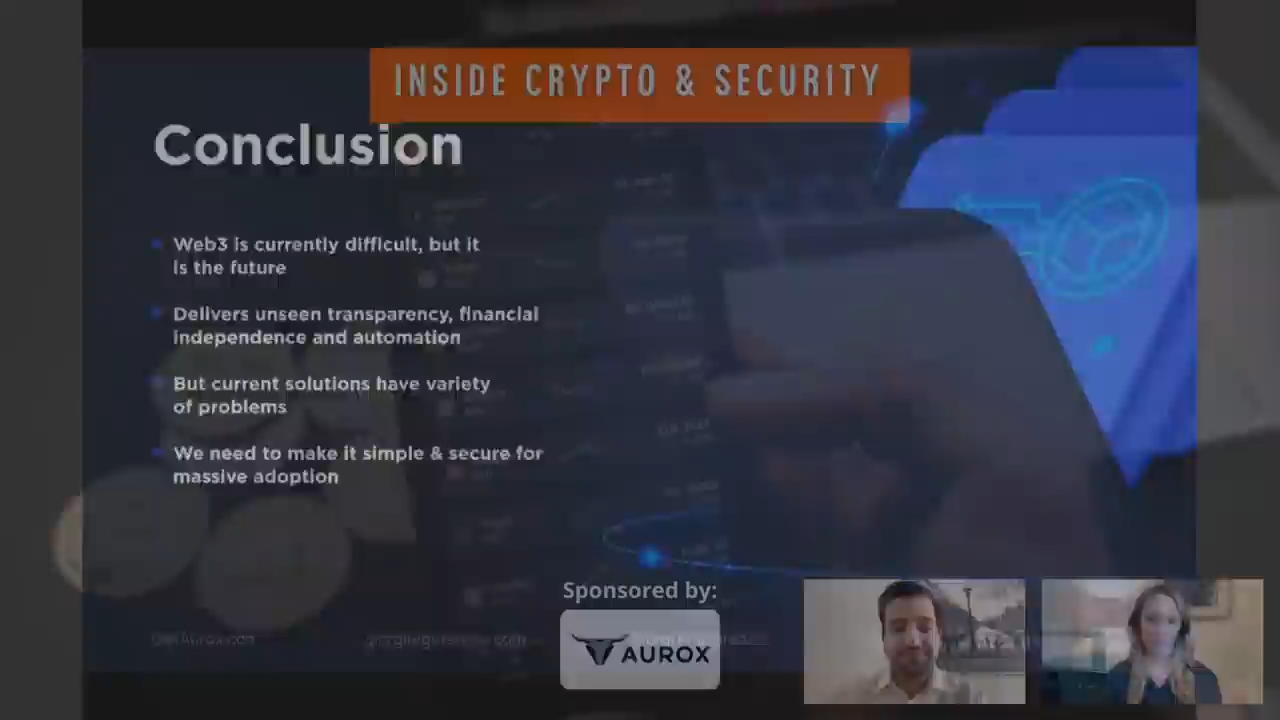 INSIDE CRYPTO & SECURITY
Conclusion
Web3 is currently difficult, but it
is the future
Delivers unseen transparency, financial
independence and automation
But current solutions have variety
of problems
We need to make it simple & secure for
massive adoption
Sponsored by:
AUROX